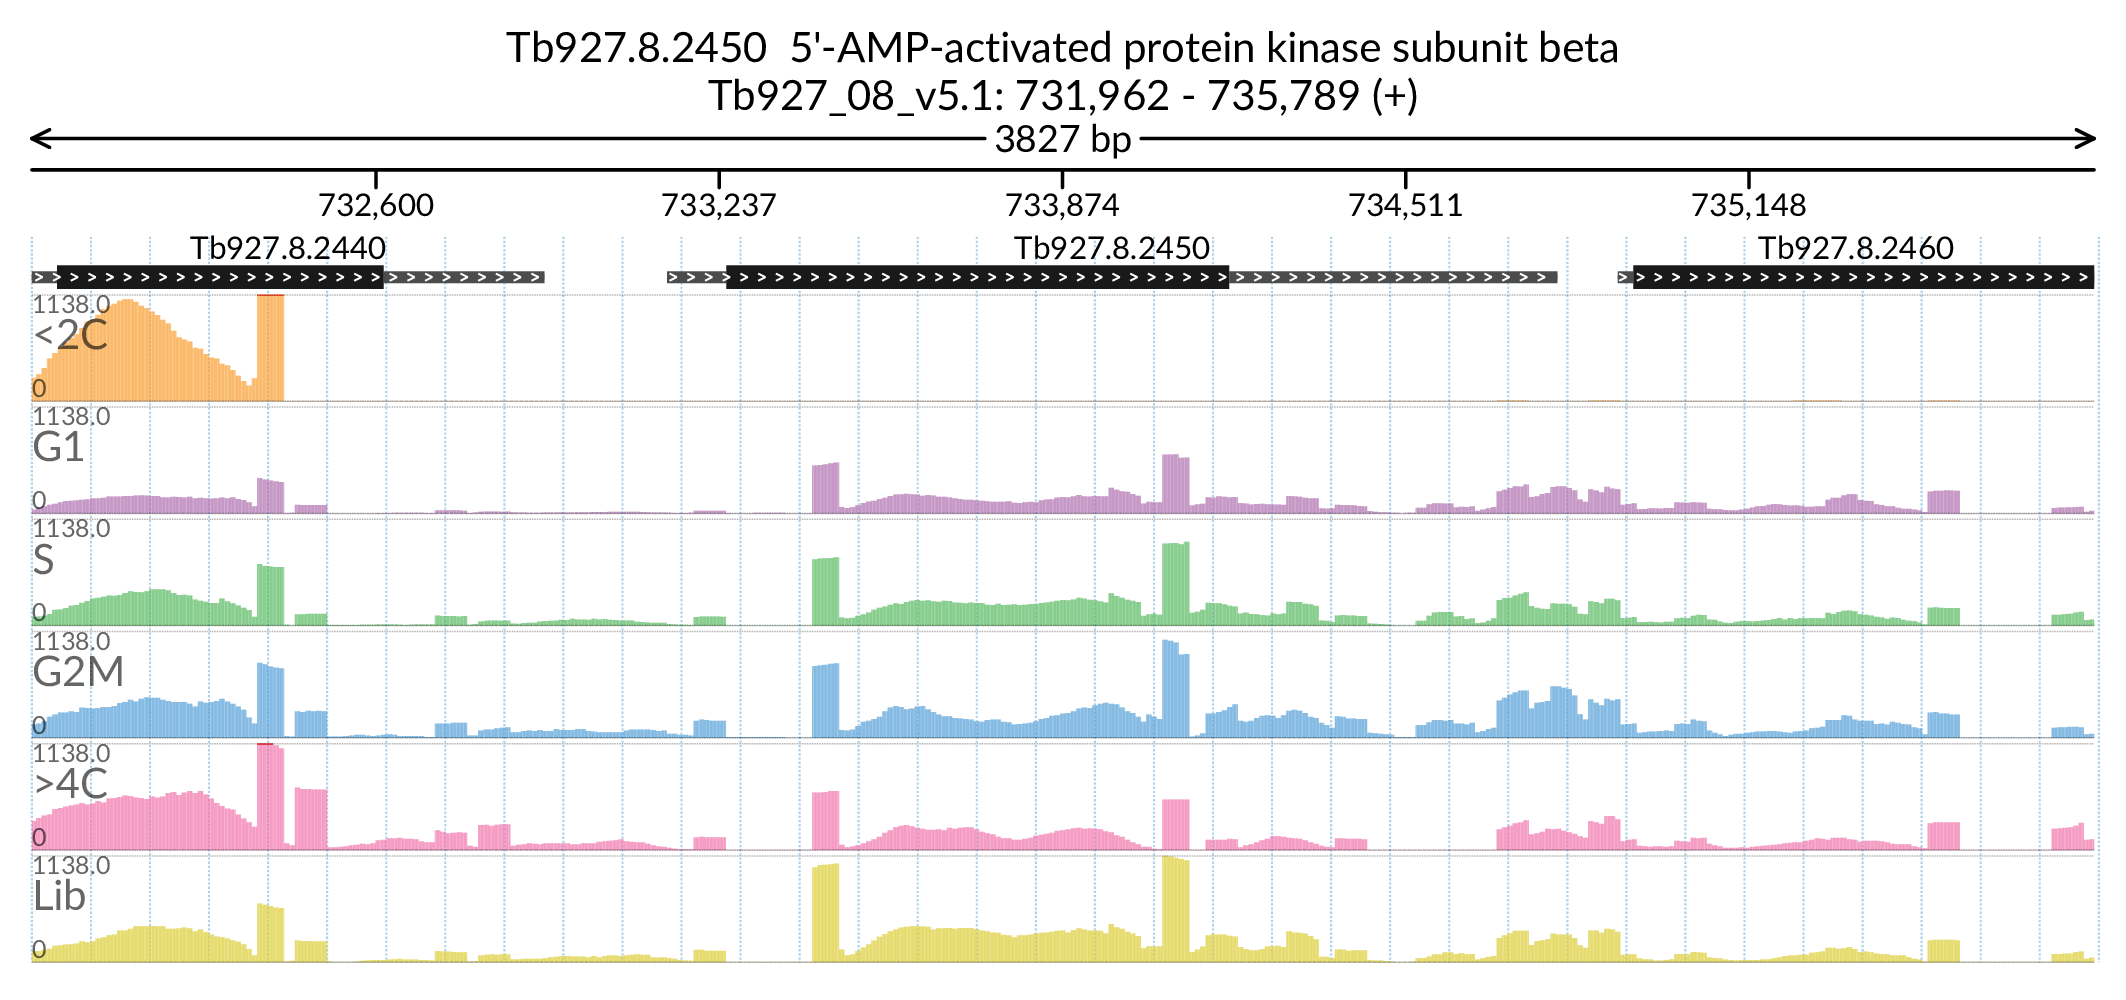 Tb927.8.2450  5'-AMP-activated protein kinase subunit beta
Tb927_08_v5.1: 731,962 - 735,789 (+)
3827 bp
732,600 733,237 733,874 734,511 735,148
Tb927.8.2440 Tb927.8.2450 Tb927.8.2460
1138.0
<2C
0
1138.0
G1
0
1138.0
S
0
1138.0
G2M
0
1138.0
>4C
0
1138.0
Lib
0